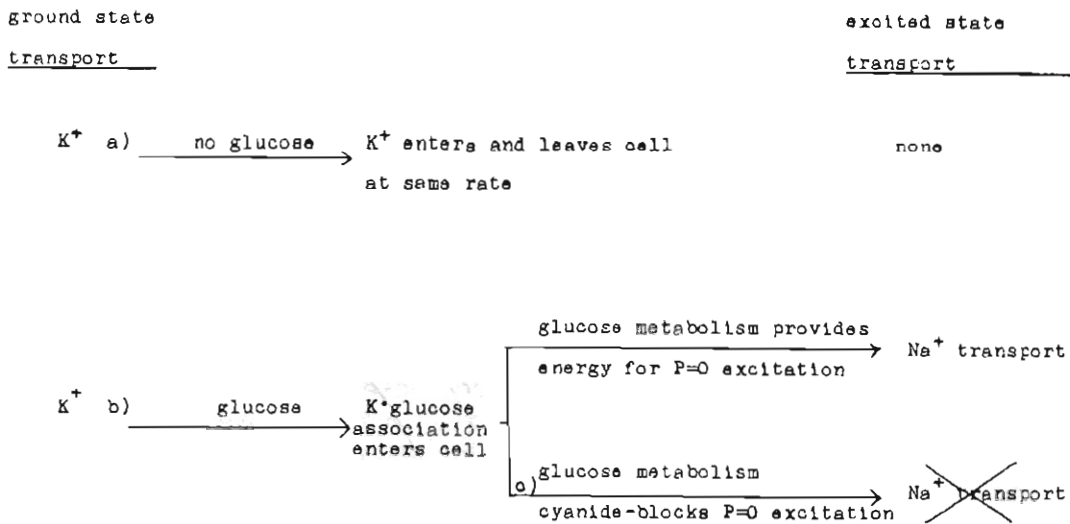 ground state
transport
excited state
transport
K+ a)
no glucose
K+ enters and leaves cell
at same rate
none
glucose metabolism provides
energy for P=O excitation
Na+ transport
K+ b)
glucose
K·glucose
association
enters cell
c)
glucose metabolism
cyanide-blocks P=O excitation
Na+ transport